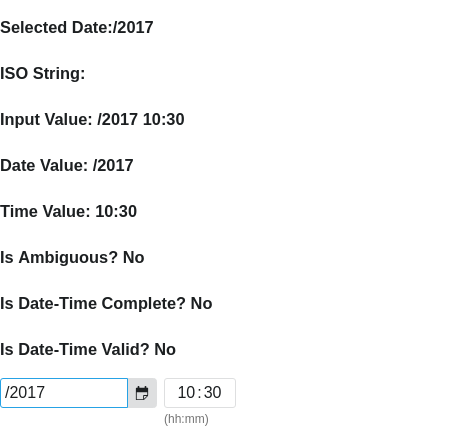 Selected Date:/2017
ISO String:
Input Value: /2017 10:30
Date Value: /2017
Time Value: 10:30
Is Ambiguous? No
Is Date-Time Complete? No
Is Date-Time Valid? No
/2017 10:30
(hh:mm)